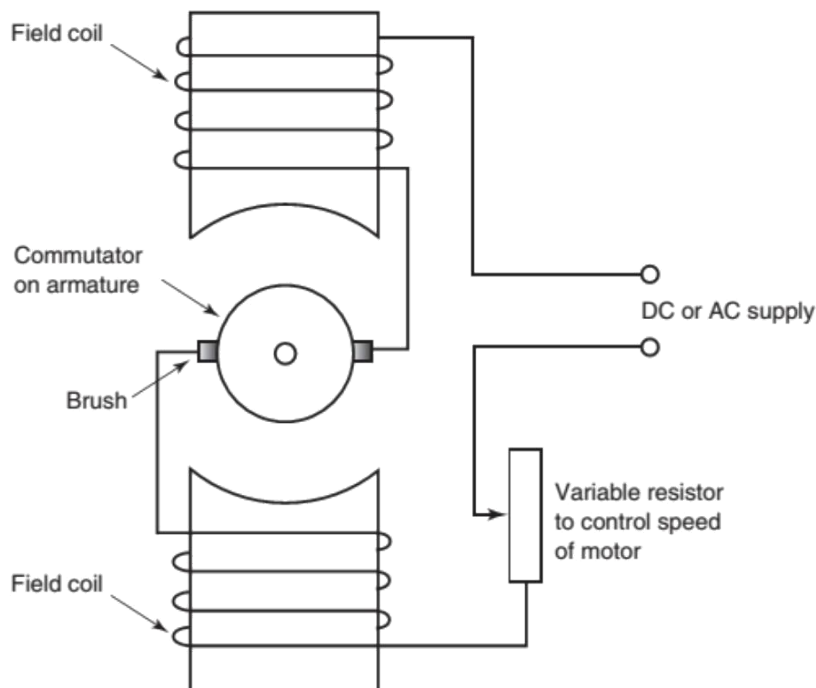 Field coil
Commutator
on armature
DC or AC supply
Brush
Variable resistor
to control speed
of motor
Field coil